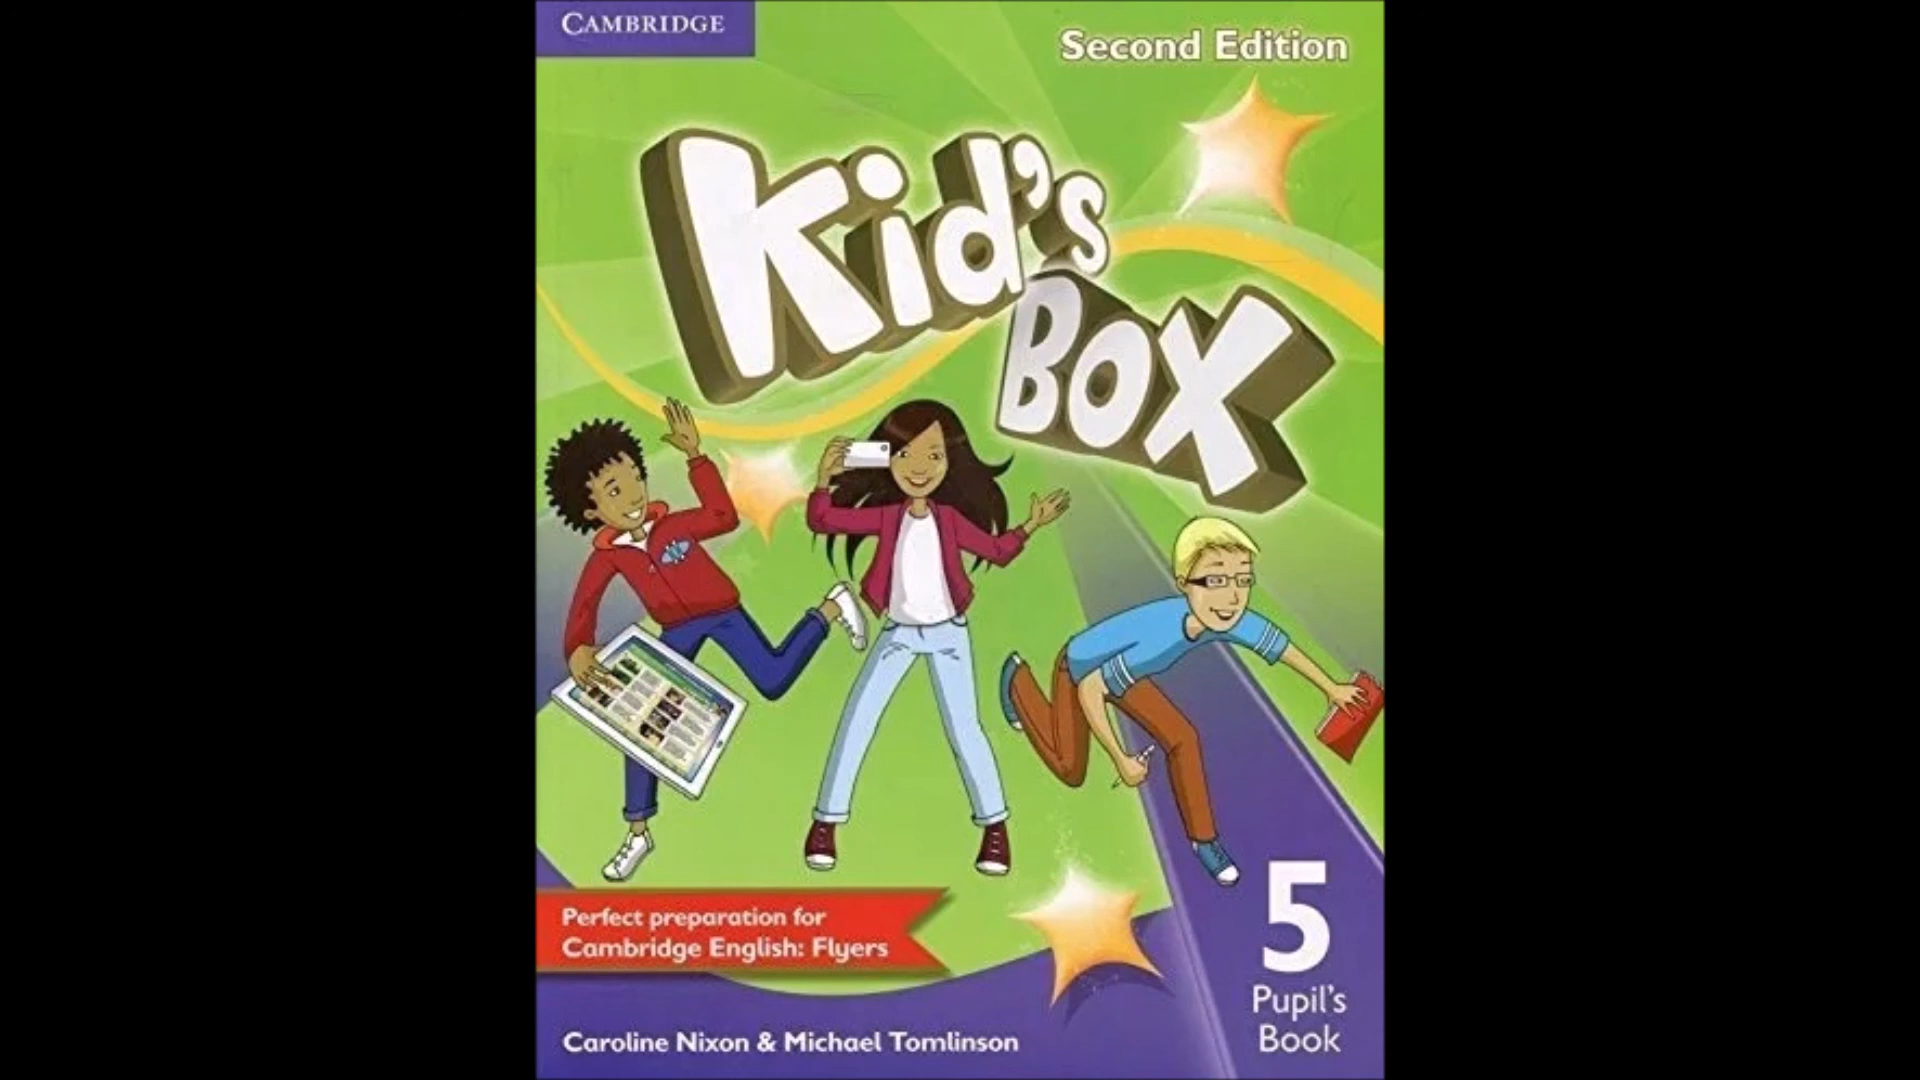 CAMBRIDGE
Second Edition
Kid's
Box
Perfect preparation for
Cambridge English: Flyers
5
Pupil's
Book
Caroline Nixon & Michael Tomlinson